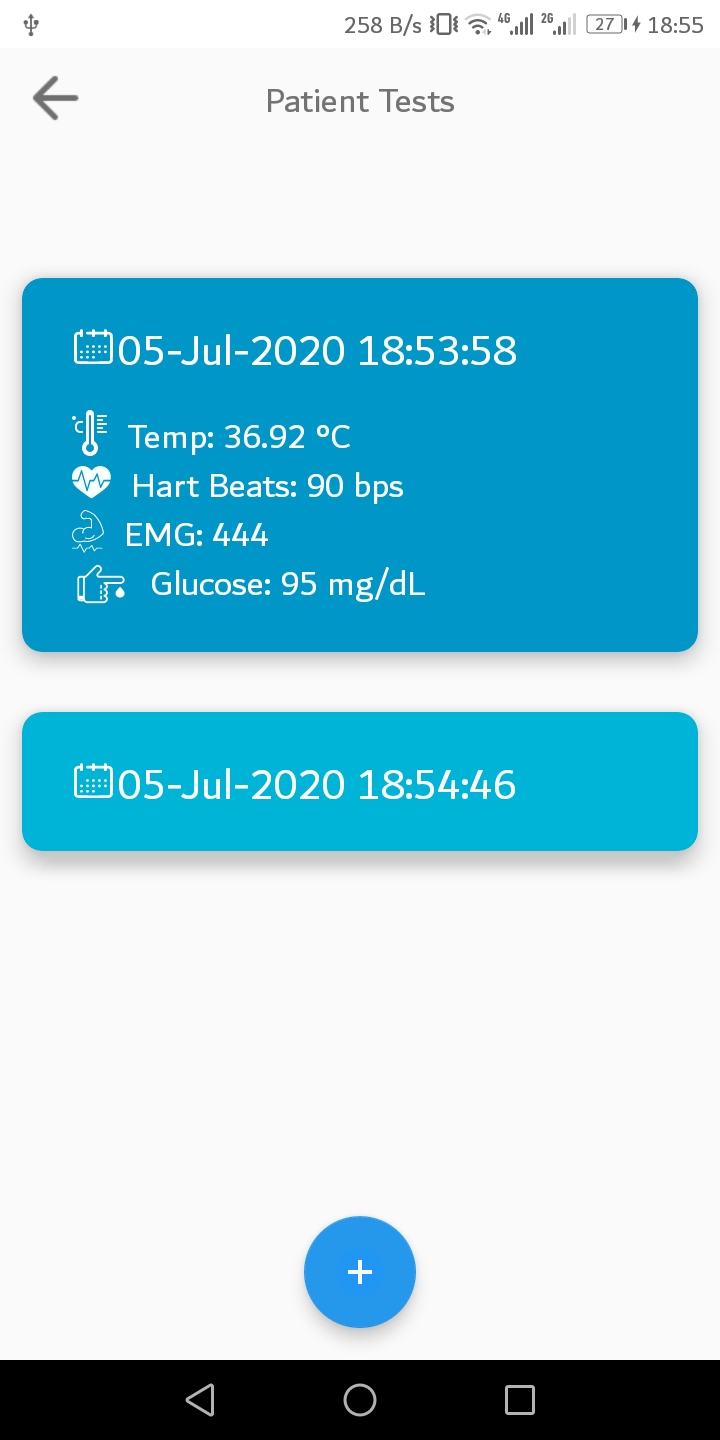 258 B/s 4G 2G 27 18:55
Patient Tests
05-Jul-2020 18:53:58
°C Temp: 36.92 °C
Hart Beats: 90 bps
EMG: 444
Glucose: 95 mg/dL
05-Jul-2020 18:54:46
+